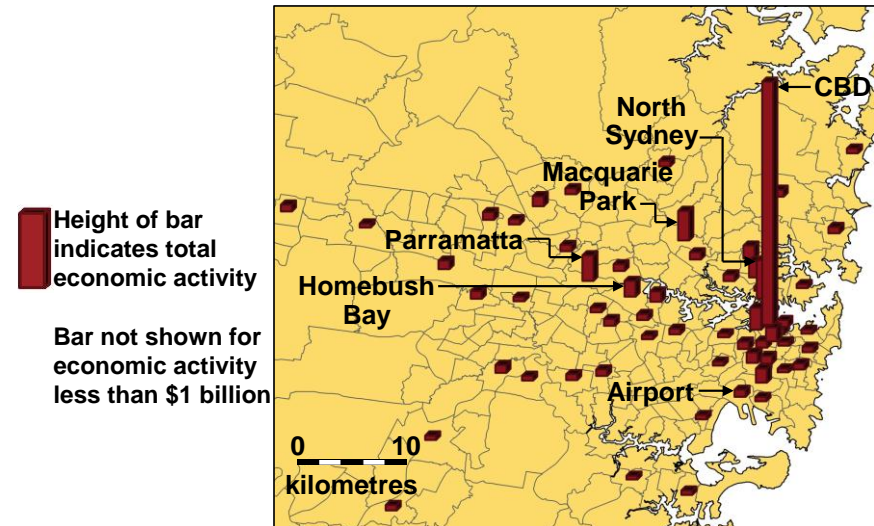 Height of bar
indicates total
economic activity
Bar not shown for
economic activity
less than $1 billion
CBD
North
Sydney
Macquarie
Park
Parramatta
Homebush
Bay
Airport
0 10
kilometres